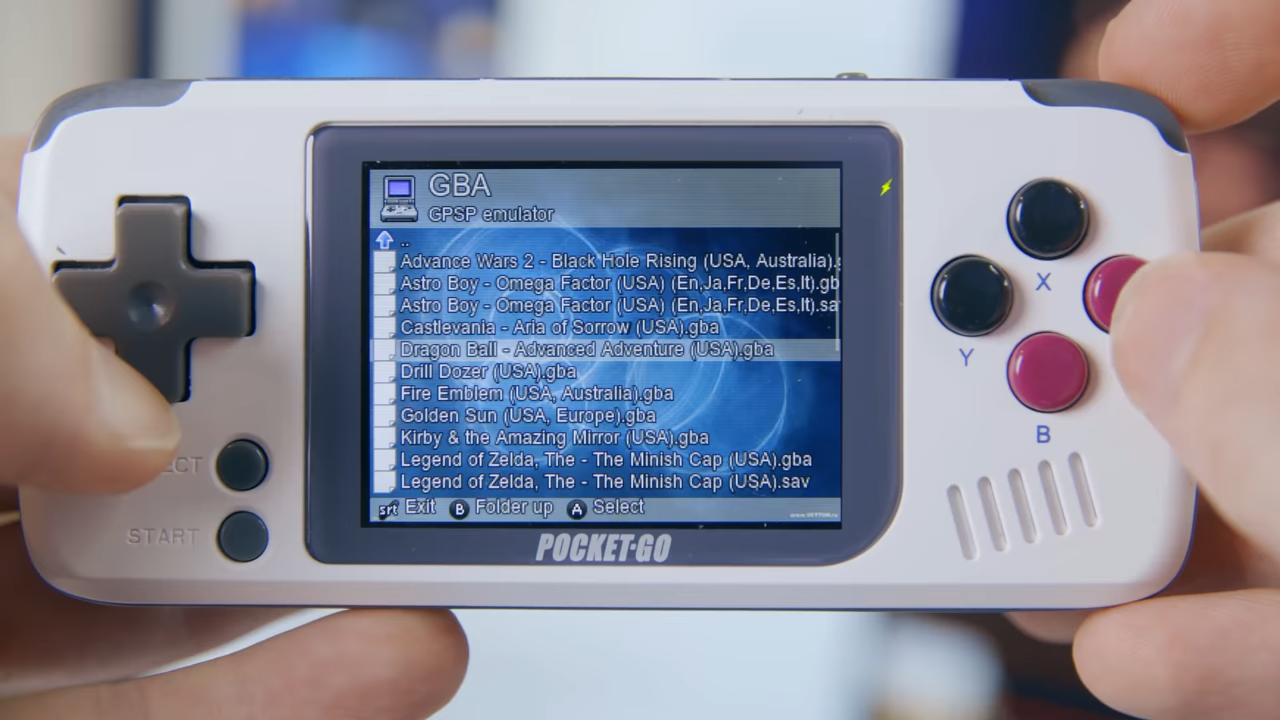 GBA
GPSP emulator
..
Advance Wars 2 - Black Hole Rising (USA, Australia).
Astro Boy - Omega Factor (USA) (En,Ja,Fr,De,Es,It).gb
Astro Boy - Omega Factor (USA) (En,Ja,Fr,De,Es,It).sa
Castlevania - Aria of Sorrow (USA).gba
Dragon Ball - Advanced Adventure (USA).gba
Drill Dozer (USA).gba
Fire Emblem (USA, Australia).gba
Golden Sun (USA, Europe).gba
Kirby & the Amazing Mirror (USA).gba
Legend of Zelda, The - The Minish Cap (USA).gba
Legend of Zelda, The - The Minish Cap (USA).sav
srt Exit B Folder up A Select
POCKET-GO
X
Y
B
ECT
START